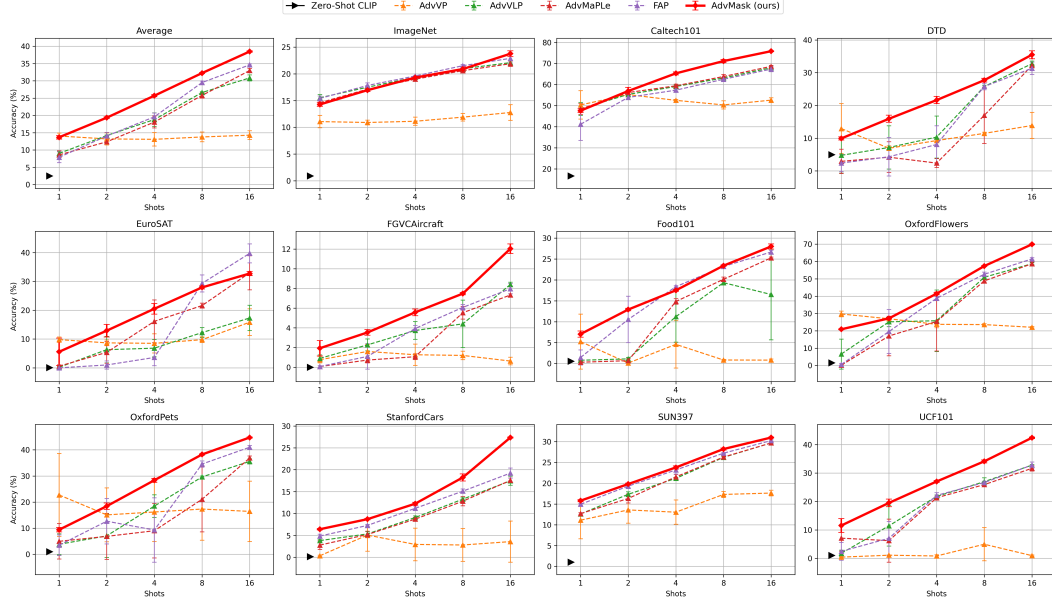 Zero-Shot CLIP AdvVP AdvVLP AdvMaPLe FAP AdvMask (ours)
Average
ImageNet
Caltech101
DTD
Accuracy (%)
40
35
30
25
20
15
10
5
0
25
20
15
10
5
0
80
70
60
50
40
30
20
40
30
20
10
0
1 2 4 8 16
1 2 4 8 16
1 2 4 8 16
1 2 4 8 16
Shots
Shots
Shots
Shots
EuroSAT
FGVCAircraft
Food101
OxfordFlowers
Accuracy (%)
40
30
20
10
0
12
10
8
6
4
2
0
30
25
20
15
10
5
0
70
60
50
40
30
20
10
0
1 2 4 8 16
1 2 4 8 16
1 2 4 8 16
1 2 4 8 16
Shots
Shots
Shots
Shots
OxfordPets
StanfordCars
SUN397
UCF101
Accuracy (%)
40
30
20
10
0
30
25
20
15
10
5
0
30
25
20
15
10
5
0
40
30
20
10
0
1 2 4 8 16
1 2 4 8 16
1 2 4 8 16
1 2 4 8 16
Shots
Shots
Shots
Shots